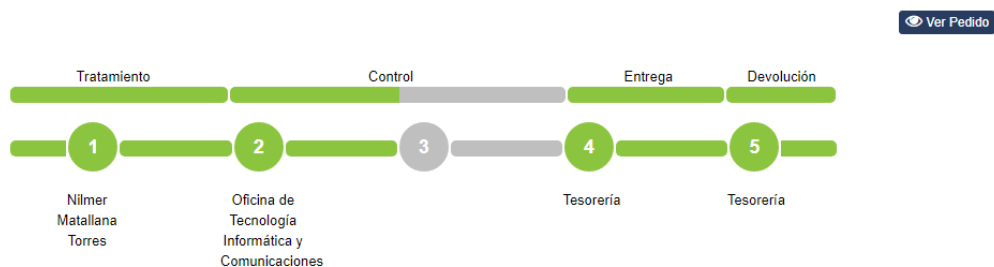 Ver Pedido
Tratamiento
Control
Entrega
Devolución
1
2
3
4
5
Nilmer
Matallana
Torres
Oficina de
Tecnología
Informática y
Comunicaciones
Tesorería
Tesorería